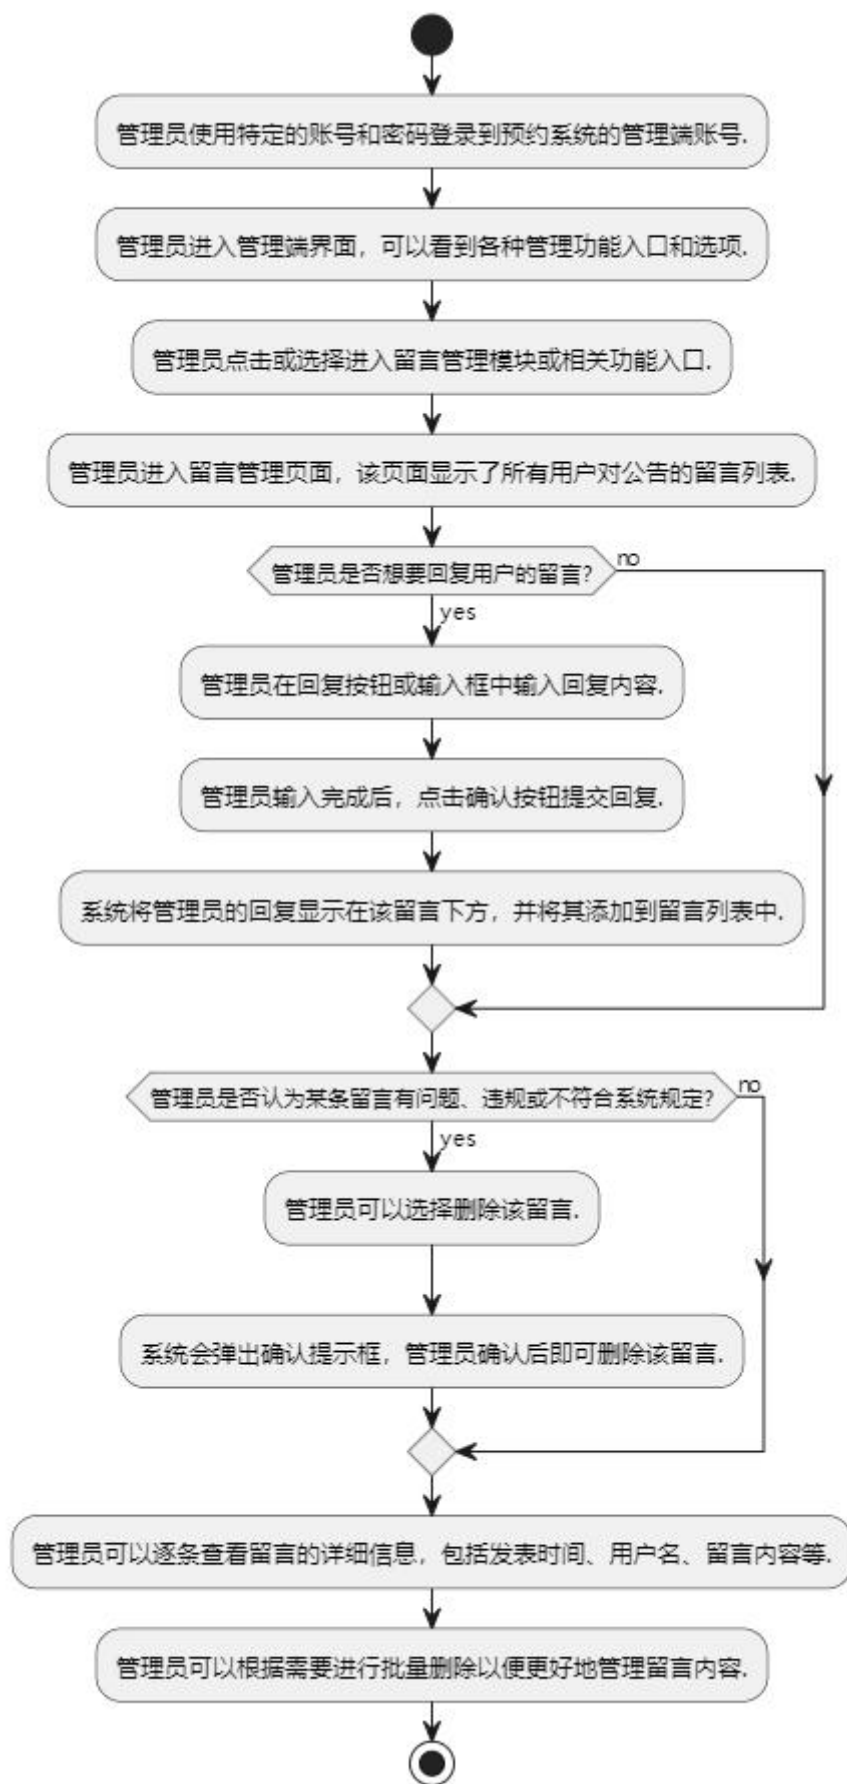 管理员使用特定的账号和密码登录到预约系统的管理端账号.
管理员进入管理端界面，可以看到各种管理功能入口和选项.
管理员点击或选择进入留言管理模块或相关功能入口.
管理员进入留言管理页面，该页面显示了所有用户对公告的留言列表.
管理员是否想要回复用户的留言?
no
yes
管理员在回复按钮或输入框中输入回复内容.
管理员输入完成后，点击确认按钮提交回复.
系统将管理员的回复显示在该留言下方，并将其添加到留言列表中.
管理员是否认为某条留言有问题、违规或不符合系统规定?
no
yes
管理员可以选择删除该留言.
系统会弹出确认提示框，管理员确认后即可删除该留言.
管理员可以逐条查看留言的详细信息，包括发表时间、用户名、留言内容等.
管理员可以根据需要进行批量删除以便更好地管理留言内容.